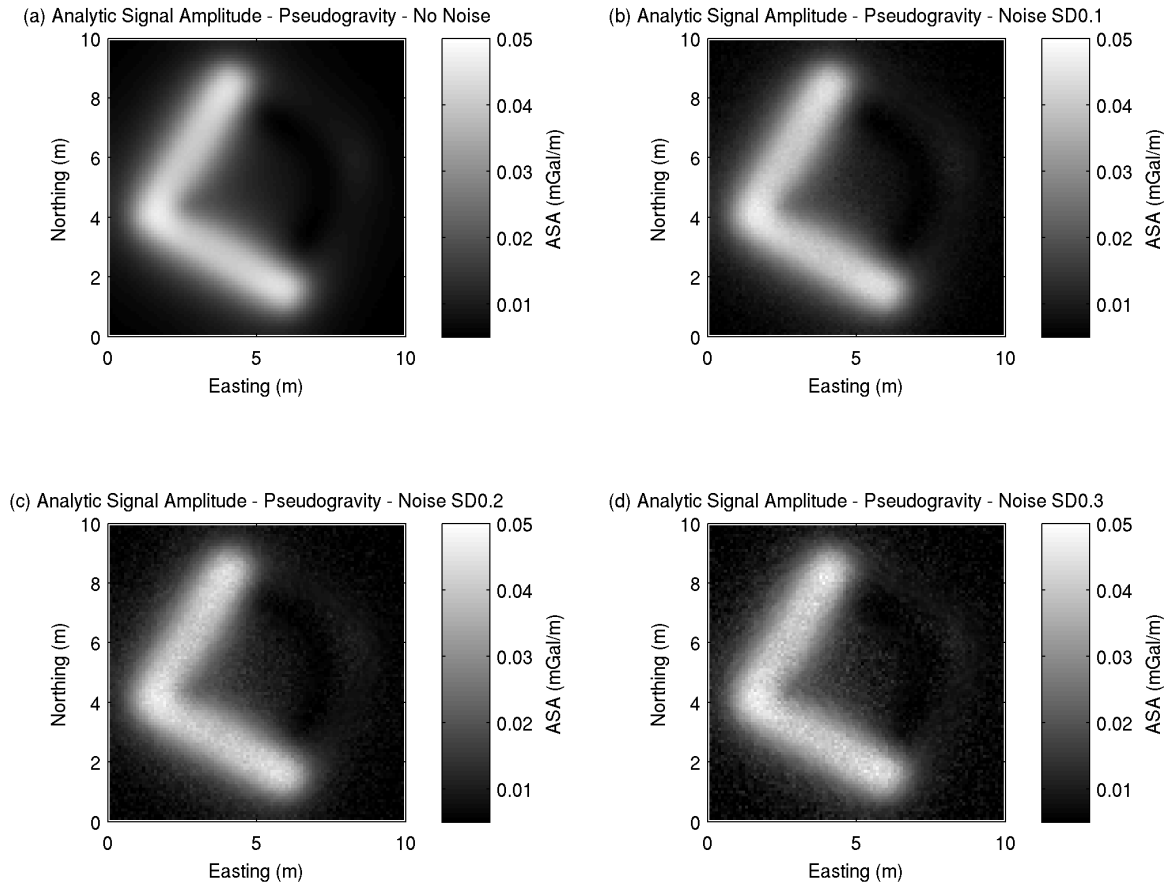 (a) Analytic Signal Amplitude - Pseudogravity - No Noise
10
8
6
4
2
0
Northing (m)
0 5 10
Easting (m)
0.05
0.04
0.03
0.02
0.01
ASA (mGal/m)
(b) Analytic Signal Amplitude - Pseudogravity - Noise SD0.1
10
8
6
4
2
0
Northing (m)
0 5 10
Easting (m)
0.05
0.04
0.03
0.02
0.01
ASA (mGal/m)
(c) Analytic Signal Amplitude - Pseudogravity - Noise SD0.2
10
8
6
4
2
0
Northing (m)
0 5 10
Easting (m)
0.05
0.04
0.03
0.02
0.01
ASA (mGal/m)
(d) Analytic Signal Amplitude - Pseudogravity - Noise SD0.3
10
8
6
4
2
0
Northing (m)
0 5 10
Easting (m)
0.05
0.04
0.03
0.02
0.01
ASA (mGal/m)